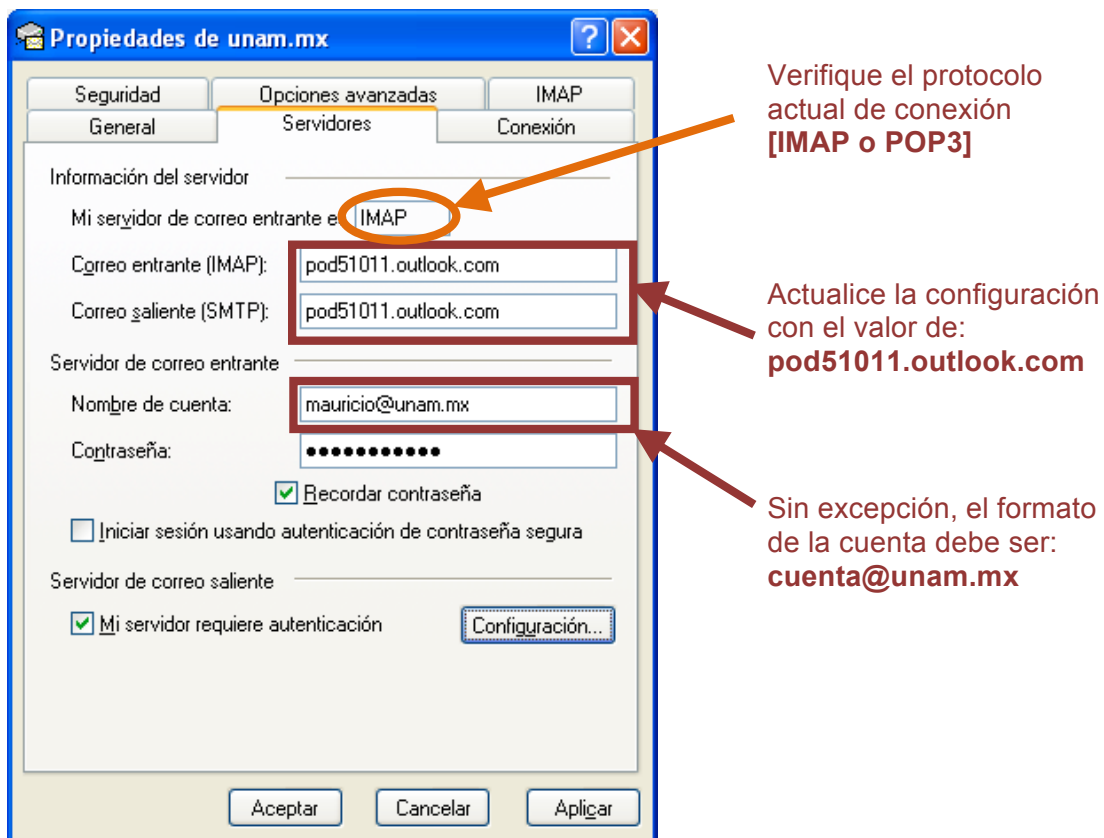 Propiedades de unam.mx
Seguridad
Opciones avanzadas
IMAP
General
Servidores
Conexión
Información del servidor
Mi servidor de correo entrante e
IMAP
Correo entrante (IMAP):
pod51011.outlook.com
Correo saliente (SMTP):
pod51011.outlook.com
Servidor de correo entrante
Nombre de cuenta:
mauricio@unam.mx
Contraseña:
●●●●●●●●●●●
Recordar contraseña
Iniciar sesión usando autenticación de contraseña segura
Servidor de correo saliente
Mi servidor requiere autenticación
Configuración...
Aceptar
Cancelar
Aplicar
Verifique el protocolo
actual de conexión
[IMAP o POP3]
Actualice la configuración
con el valor de:
pod51011.outlook.com
Sin excepción, el formato
de la cuenta debe ser:
cuenta@unam.mx